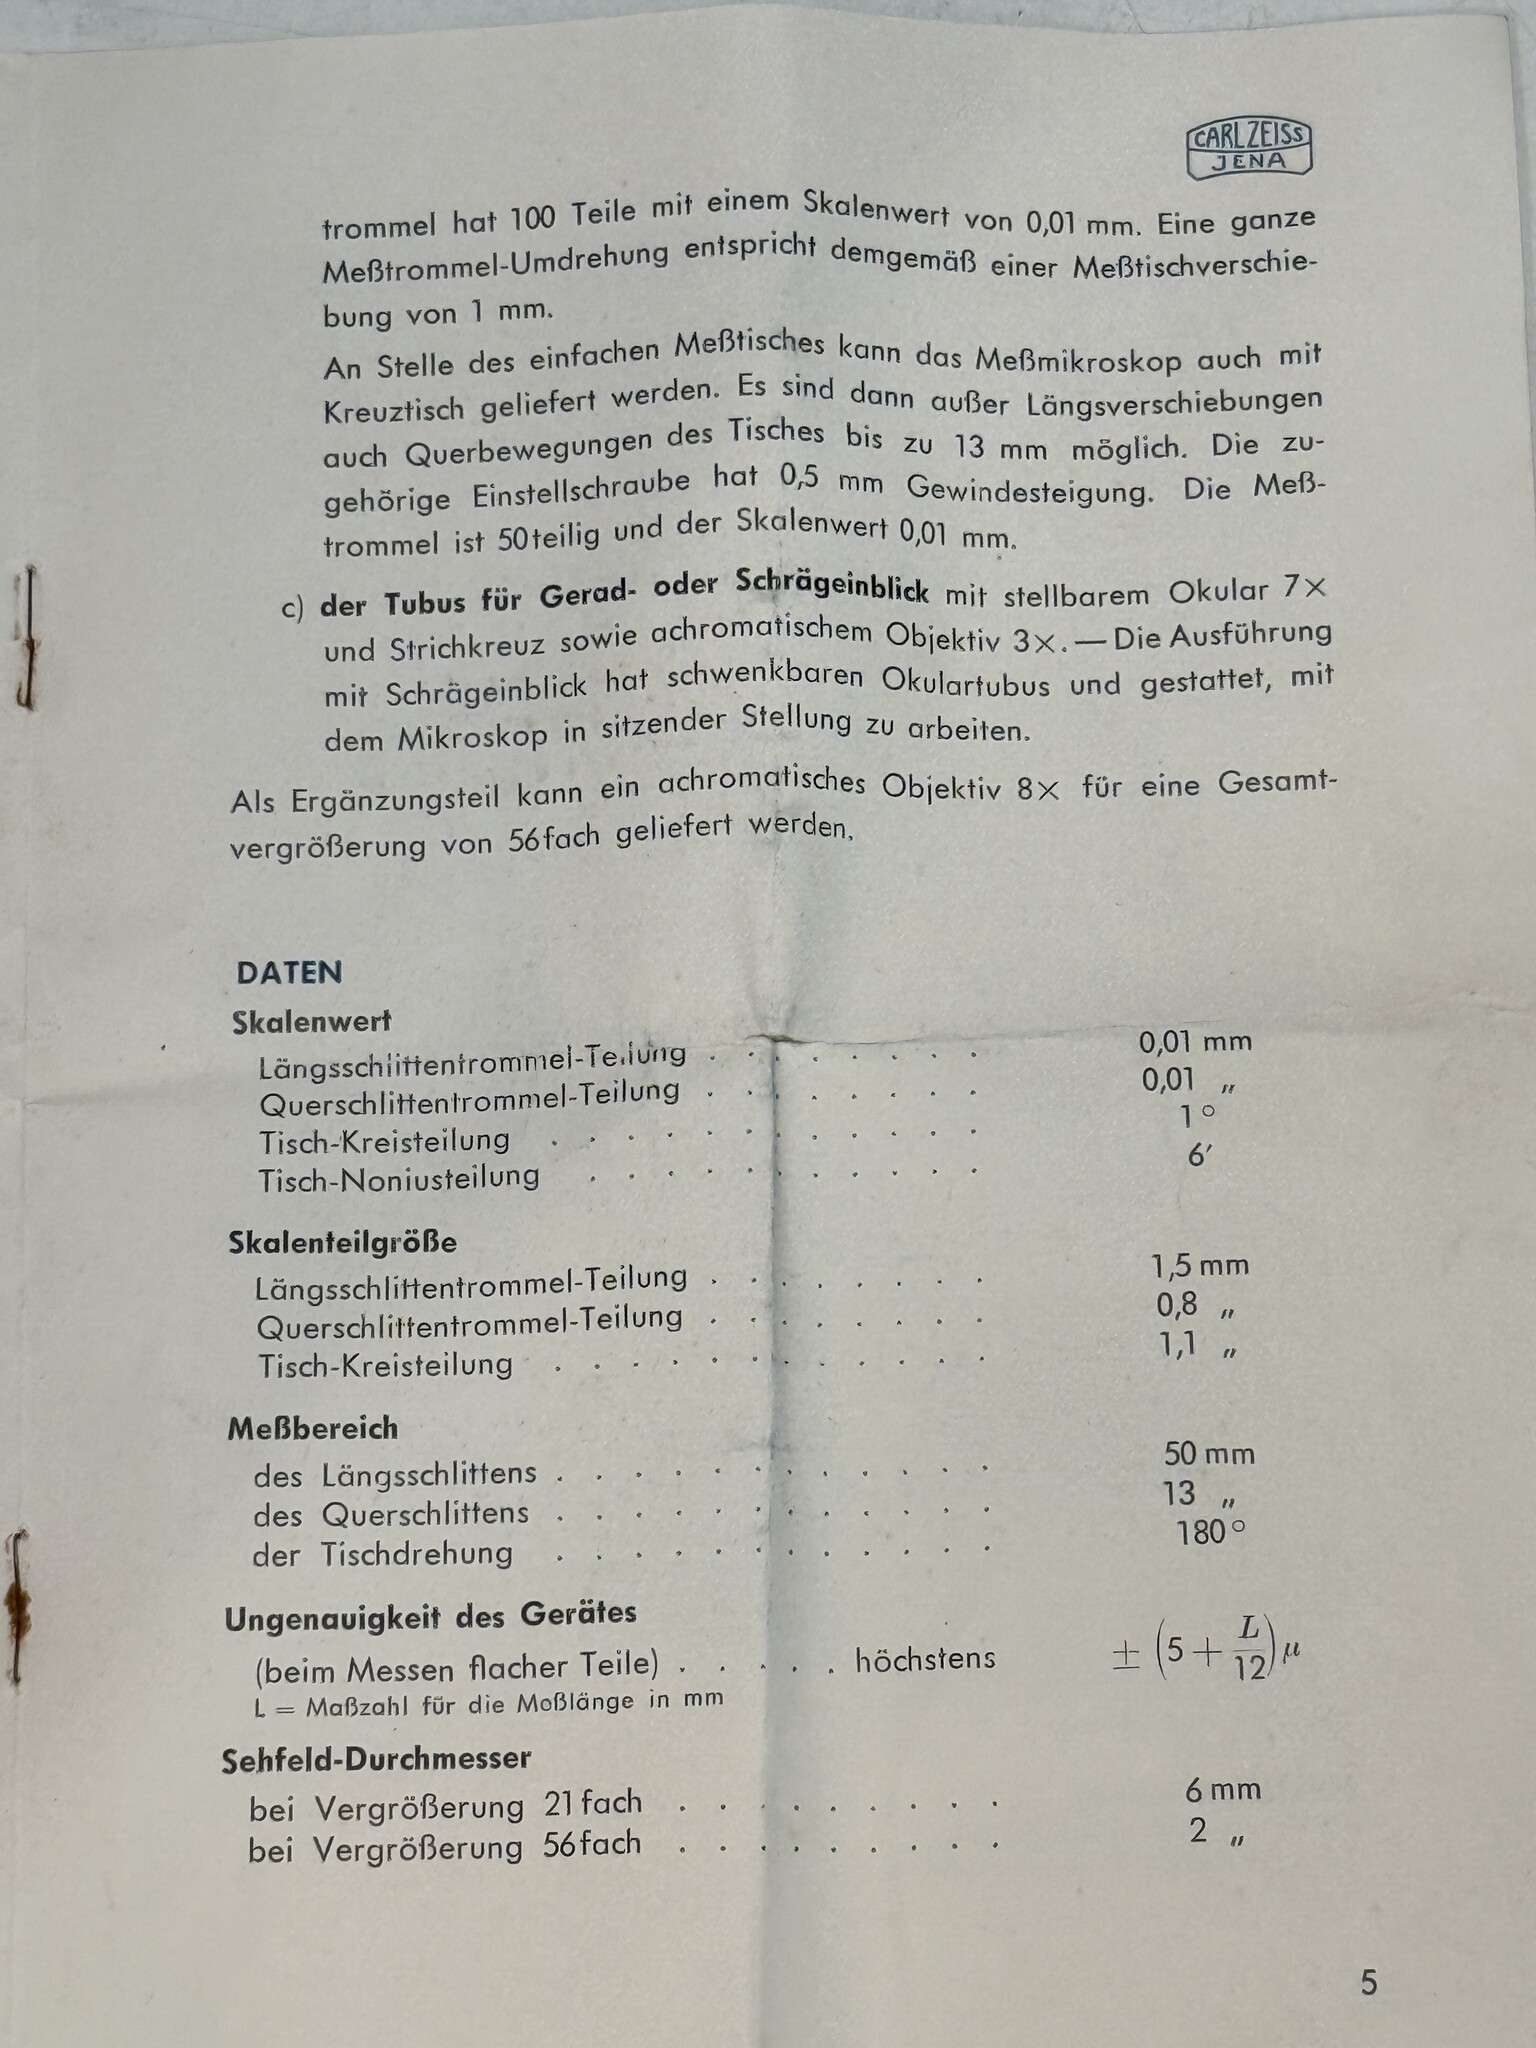 CARL ZEISS
JENA
trommel hat 100 Teile mit einem Skalenwert von 0,01 mm. Eine ganze
Meßtrommel-Umdrehung entspricht demgemäß einer Meßtischverschie-
bung von 1 mm.
An Stelle des einfachen Meßtisches kann das Meßmikroskop auch mit
Kreuztisch geliefert werden. Es sind dann außer Längsverschiebungen
auch Querbewegungen des Tisches bis zu 13 mm möglich. Die zu-
gehörige Einstellschraube hat 0,5 mm Gewindesteigung. Die Meß-
trommel ist 50teilig und der Skalenwert 0,01 mm.
c) der Tubus für Gerad- oder Schrägeinblick mit stellbarem Okular 7×
und Strichkreuz sowie achromatischem Objektiv 3×. — Die Ausführung
mit Schrägeinblick hat schwenkbaren Okulartubus und gestattet, mit
dem Mikroskop in sitzender Stellung zu arbeiten.
Als Ergänzungsteil kann ein achromatisches Objektiv 8× für eine Gesamt-
vergrößerung von 56fach geliefert werden.
DATEN
Skalenwert
Längsschlittentrommel-Teilung . . . . . . . . 0,01 mm
Querschlittentrommel-Teilung . . . . . . . . 0,01 „
Tisch-Kreisteilung . . . . . . . . . . . . 1°
Tisch-Noniusteilung . . . . . . . . . . . 6′
Skalenteilgröße
Längsschlittentrommel-Teilung . . . . . . . . 1,5 mm
Querschlittentrommel-Teilung . . . . . . . . 0,8 „
Tisch-Kreisteilung . . . . . . . . . . . . 1,1 „
Meßbereich
des Längsschlittens . . . . . . . . . . . . 50 mm
des Querschlittens . . . . . . . . . . . . 13 „
der Tischdrehung . . . . . . . . . . . . 180°
Ungenauigkeit des Gerätes
(beim Messen flacher Teile) . . . . . höchstens ± (5 + L/12) μ
L = Maßzahl für die Meßlänge in mm
Sehfeld-Durchmesser
bei Vergrößerung 21fach . . . . . . . . . 6 mm
bei Vergrößerung 56fach . . . . . . . . . 2 „
5